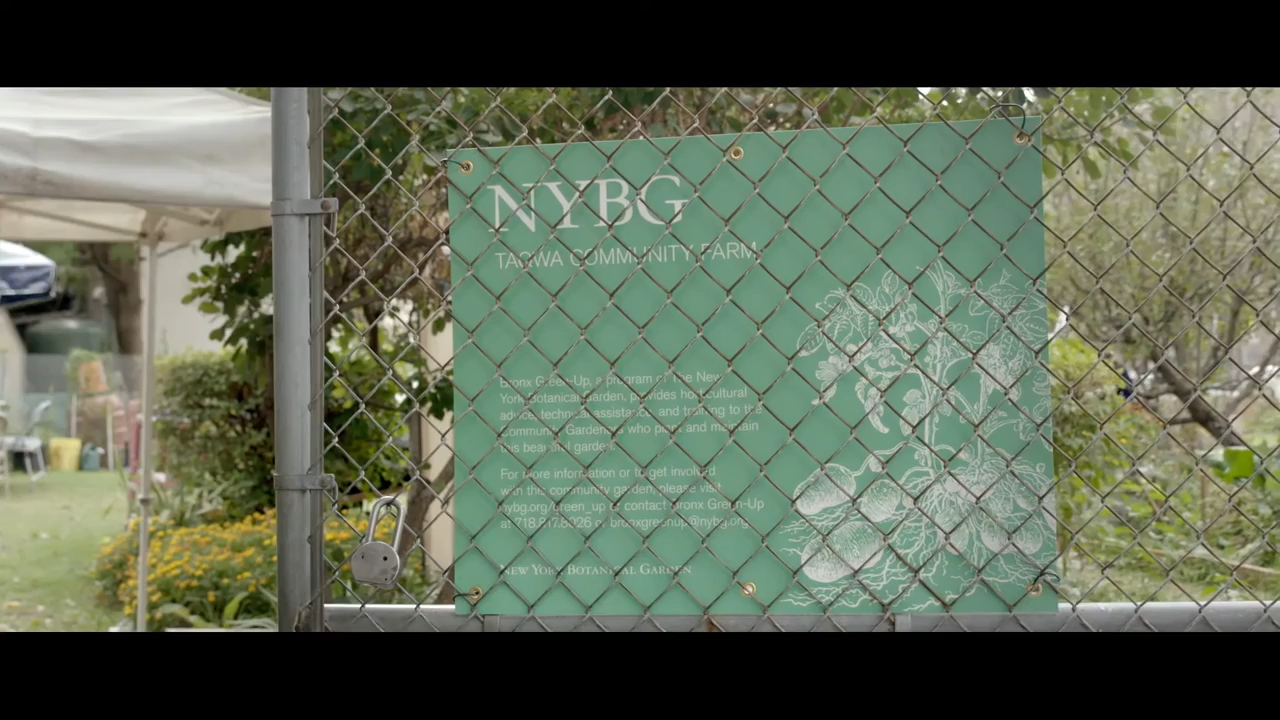 NYBG
TAQWA COMMUNITY FARM
Bronx Green-Up, a program of The New
York Botanical Garden, provides horticultural
advice, technical assistance, and training to the
Community Gardeners who plant and maintain
this beautiful garden.
For more information or to get involved
with this community garden, please visit
nybg.org/green_up or contact Bronx Green-Up
at 718.817.8026 or bronxgreenup@nybg.org
NEW YORK BOTANICAL GARDEN